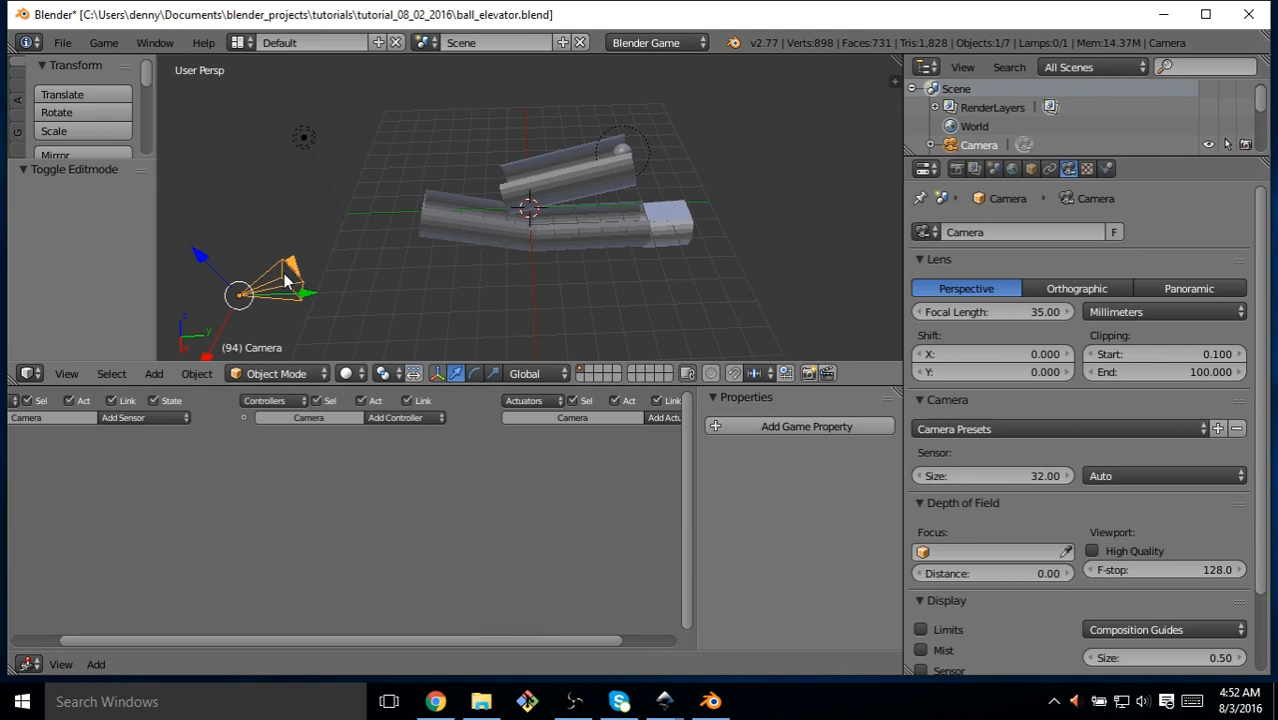 Blender* [C:\Users\denny\Documents\blender_projects\tutorials\tutorial_08_02_2016\ball_elevator.blend]
File Game Window Help Default Scene Blender Game v2.77 | Verts:898 | Faces:731 | Tris:1,828 | Objects:1/7 | Lamps:0/1 | Mem:14.37M | Camera
Transform
Translate
Rotate
Scale
Mirror
Toggle Editmode
A
G
User Persp
z
y
(94) Camera
View Search All Scenes
Scene
RenderLayers
World
Camera
Camera Camera
Camera F
Lens
Perspective Orthographic Panoramic
Focal Length: 35.00 Millimeters
Shift: Clipping:
X: 0.000 Start: 0.100
Y: 0.000 End: 100.000
Camera
Camera Presets
Sensor:
Size: 32.00 Auto
Depth of Field
Focus: Viewport:
High Quality
Distance: 0.00 F-stop: 128.0
Display
Limits Composition Guides
Mist Size: 0.50
Sensor
View Select Add Object Object Mode Global
Sel Act Link State Controllers Sel Act Link Actuators Sel Act Link
Camera Add Sensor Camera Add Controller Camera Add Actu
Properties
Add Game Property
View Add
Search Windows
4:52 AM
8/3/2016